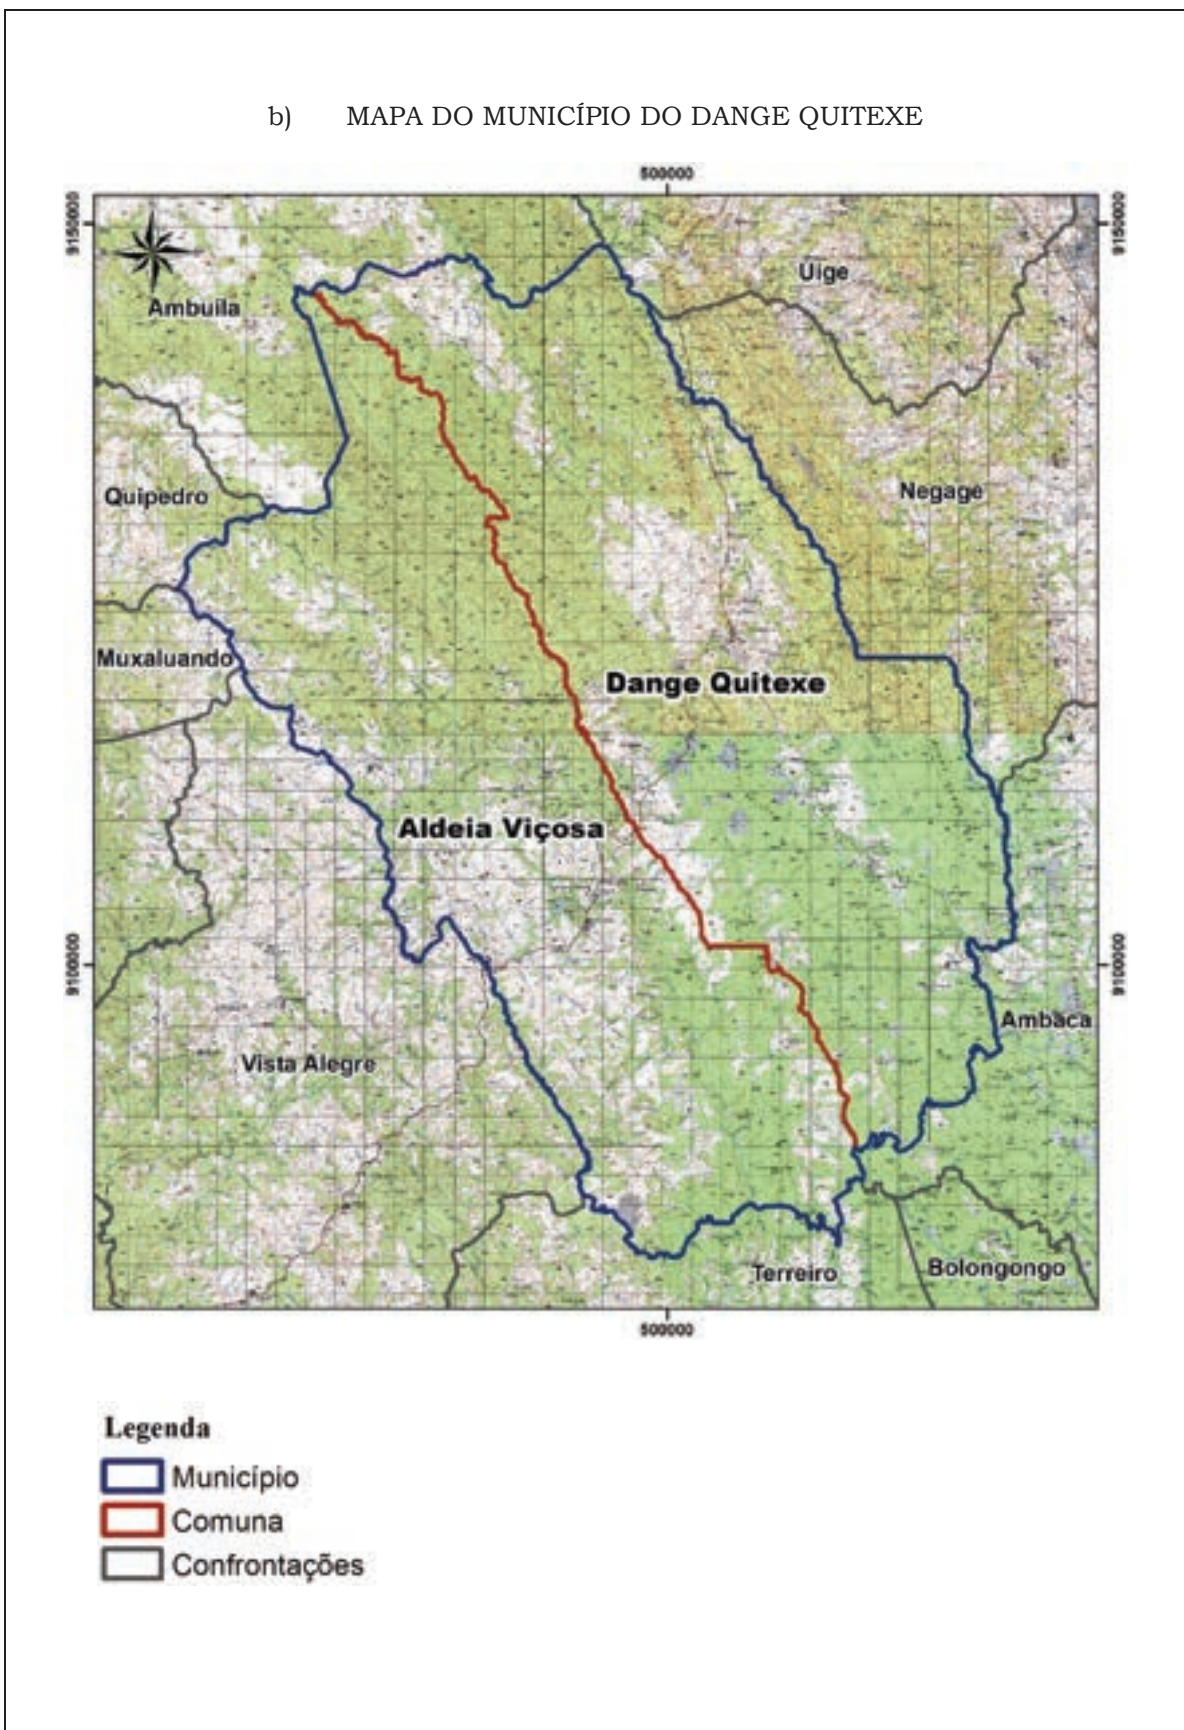 b) MAPA DO MUNICÍPIO DO DANGE QUITEXE
500000
9150000
9150000
Uige
Ambuíla
Quipedro
Negage
Muxaluando
Dange Quitexe
Aldeia Viçosa
9100000
9100000
Ambaca
Vista Alegre
Terreiro
Bolongongo
500000
Legenda
Município
Comuna
Confrontações